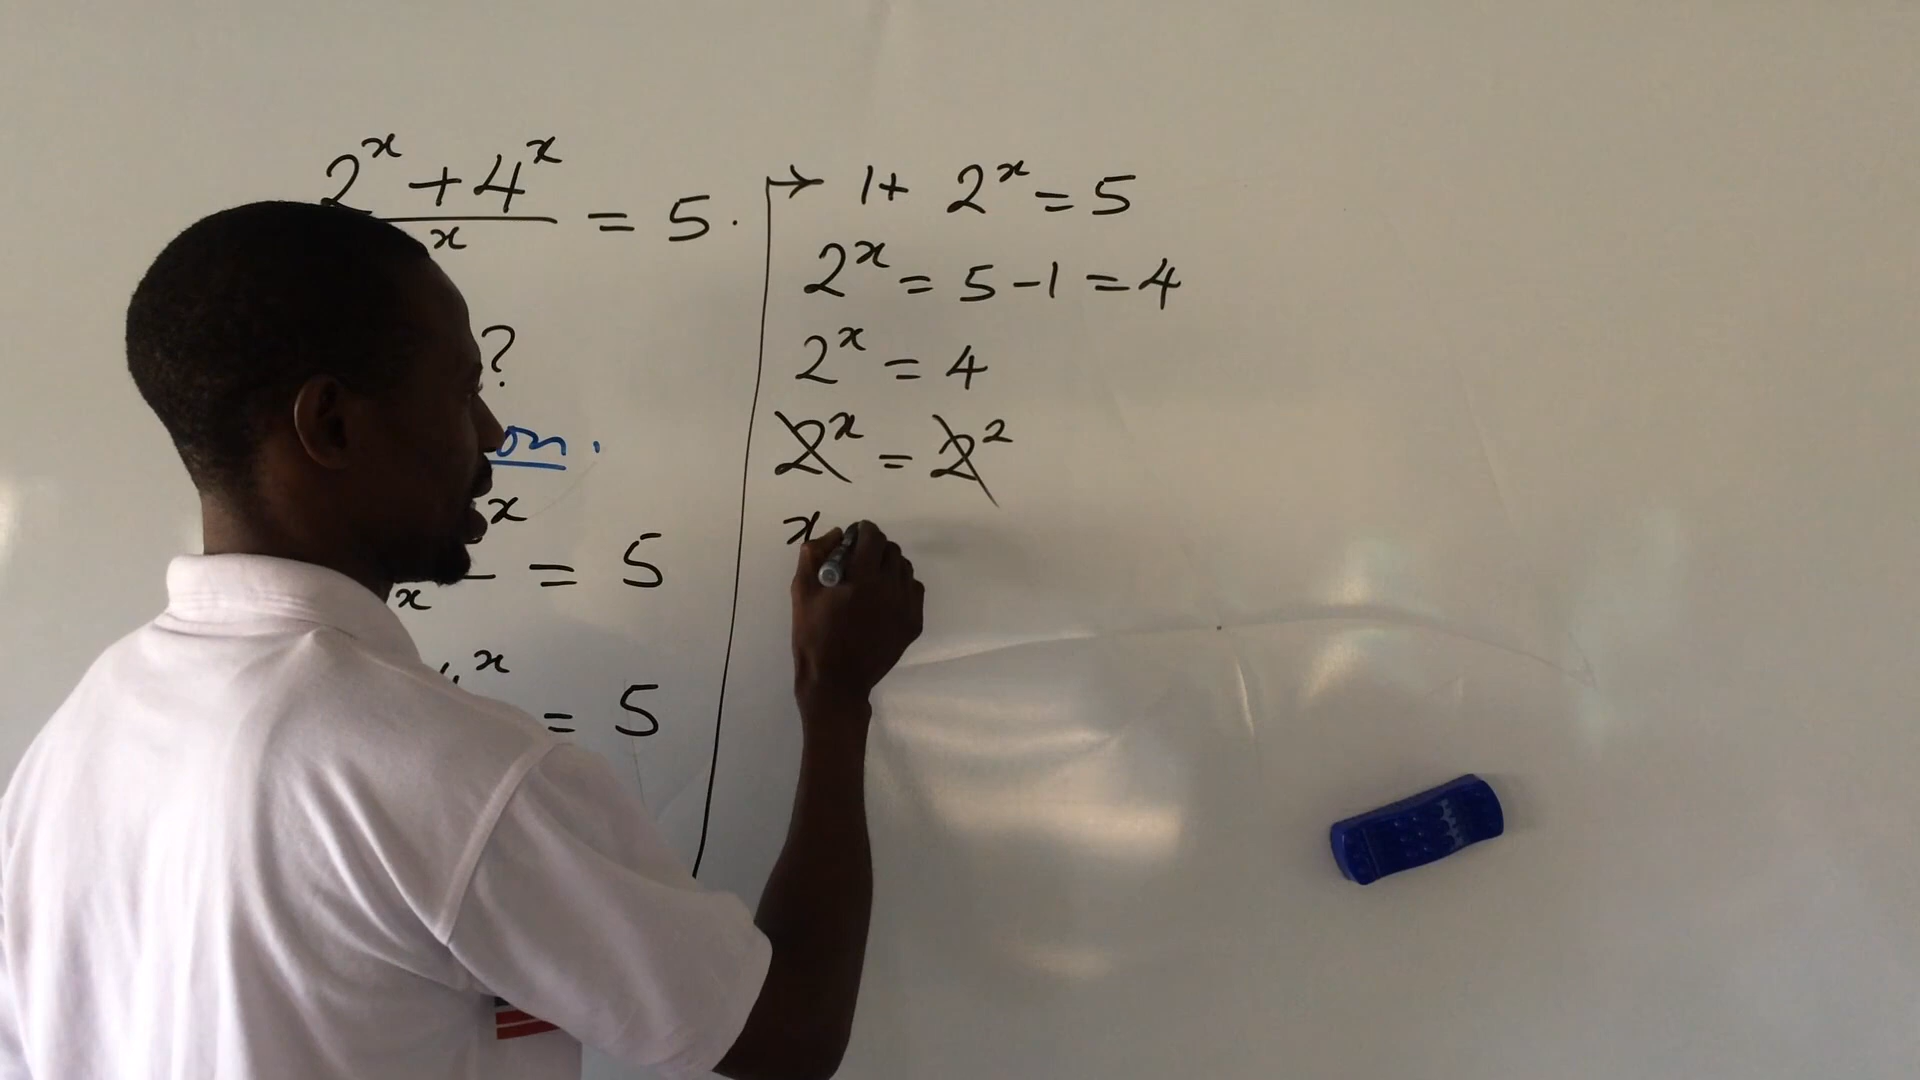 2^x + 4^x
x = 5.
?
on.
x
x = 5
x = 5
→ 1 + 2^x = 5
2^x = 5 - 1 = 4
2^x = 4
2^x = 2^2
x